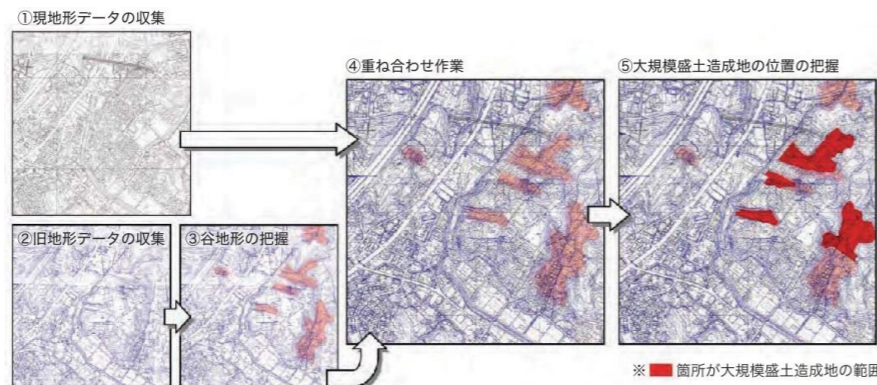 ①現地形データの収集
②旧地形データの収集
③谷地形の把握
④重ね合わせ作業
⑤大規模盛土造成地の位置の把握
※ 箇所が大規模盛土造成地の範囲